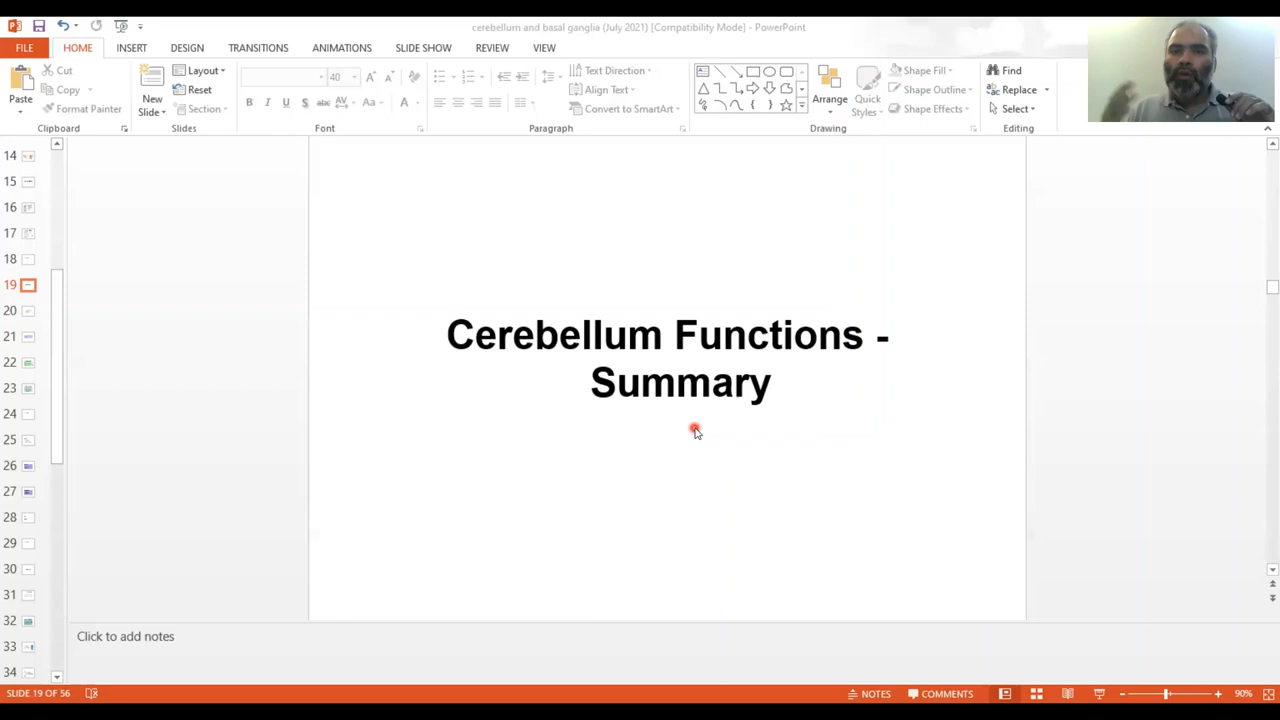 cerebellum and basal ganglia (July 2021) [Compatibility Mode] - PowerPoint
FILE HOME INSERT DESIGN TRANSITIONS ANIMATIONS SLIDE SHOW REVIEW VIEW
Paste
Cut
Copy
Format Painter
Clipboard
New Slide
Layout
Reset
Section
Slides
40
B I U S abc AV Aa A
Font
Text Direction
Align Text
Convert to SmartArt
Paragraph
Arrange
Quick Styles
Shape Fill
Shape Outline
Shape Effects
Drawing
Find
Replace
Select
Editing
14
15
16
17
18
19
20
21
22
23
24
25
26
27
28
29
30
31
32
33
34
Cerebellum Functions -
Summary
Click to add notes
SLIDE 19 OF 56
NOTES
COMMENTS
90%